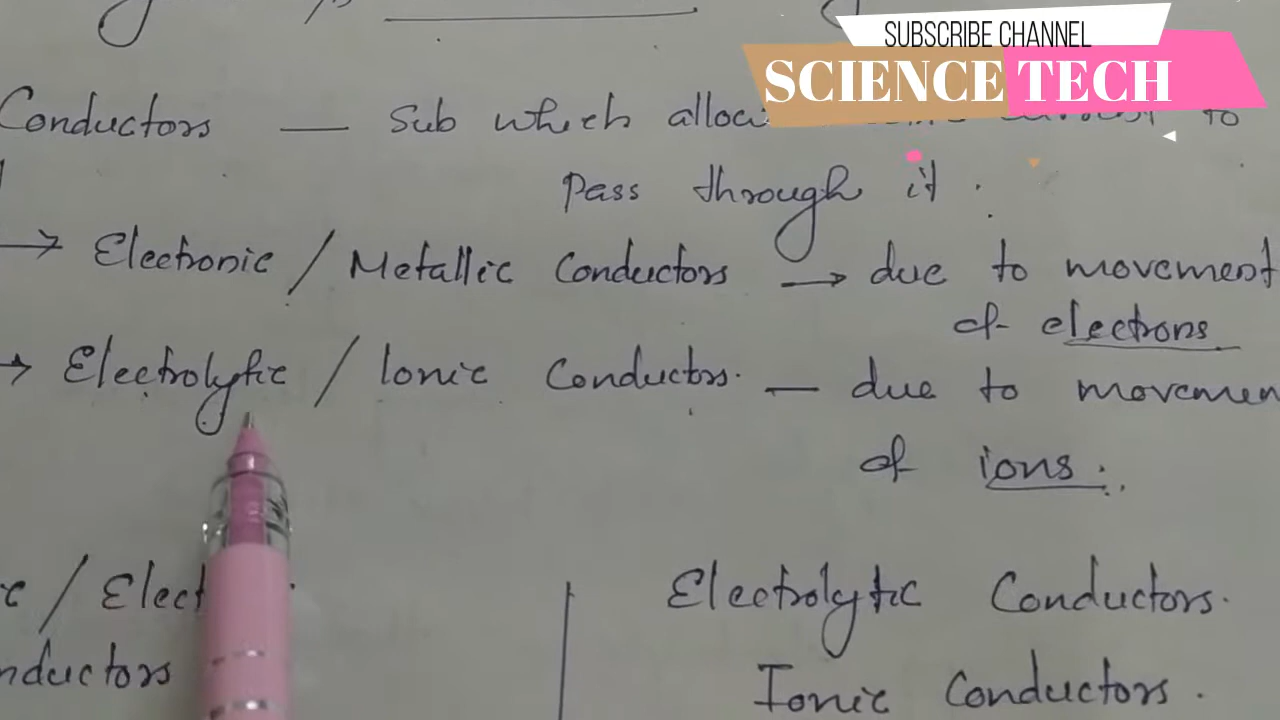 SUBSCRIBE CHANNEL
SCIENCE TECH
Conductors — Sub which allow to
Pass through it.
→ Electronic / Metallic Conductors → due to movement
of electrons
→ Electrolytic / Ionic Conductors. — due to movemen
of ions.
c / Elect
Electrolytic Conductors.
nductors
Ionic Conductors.